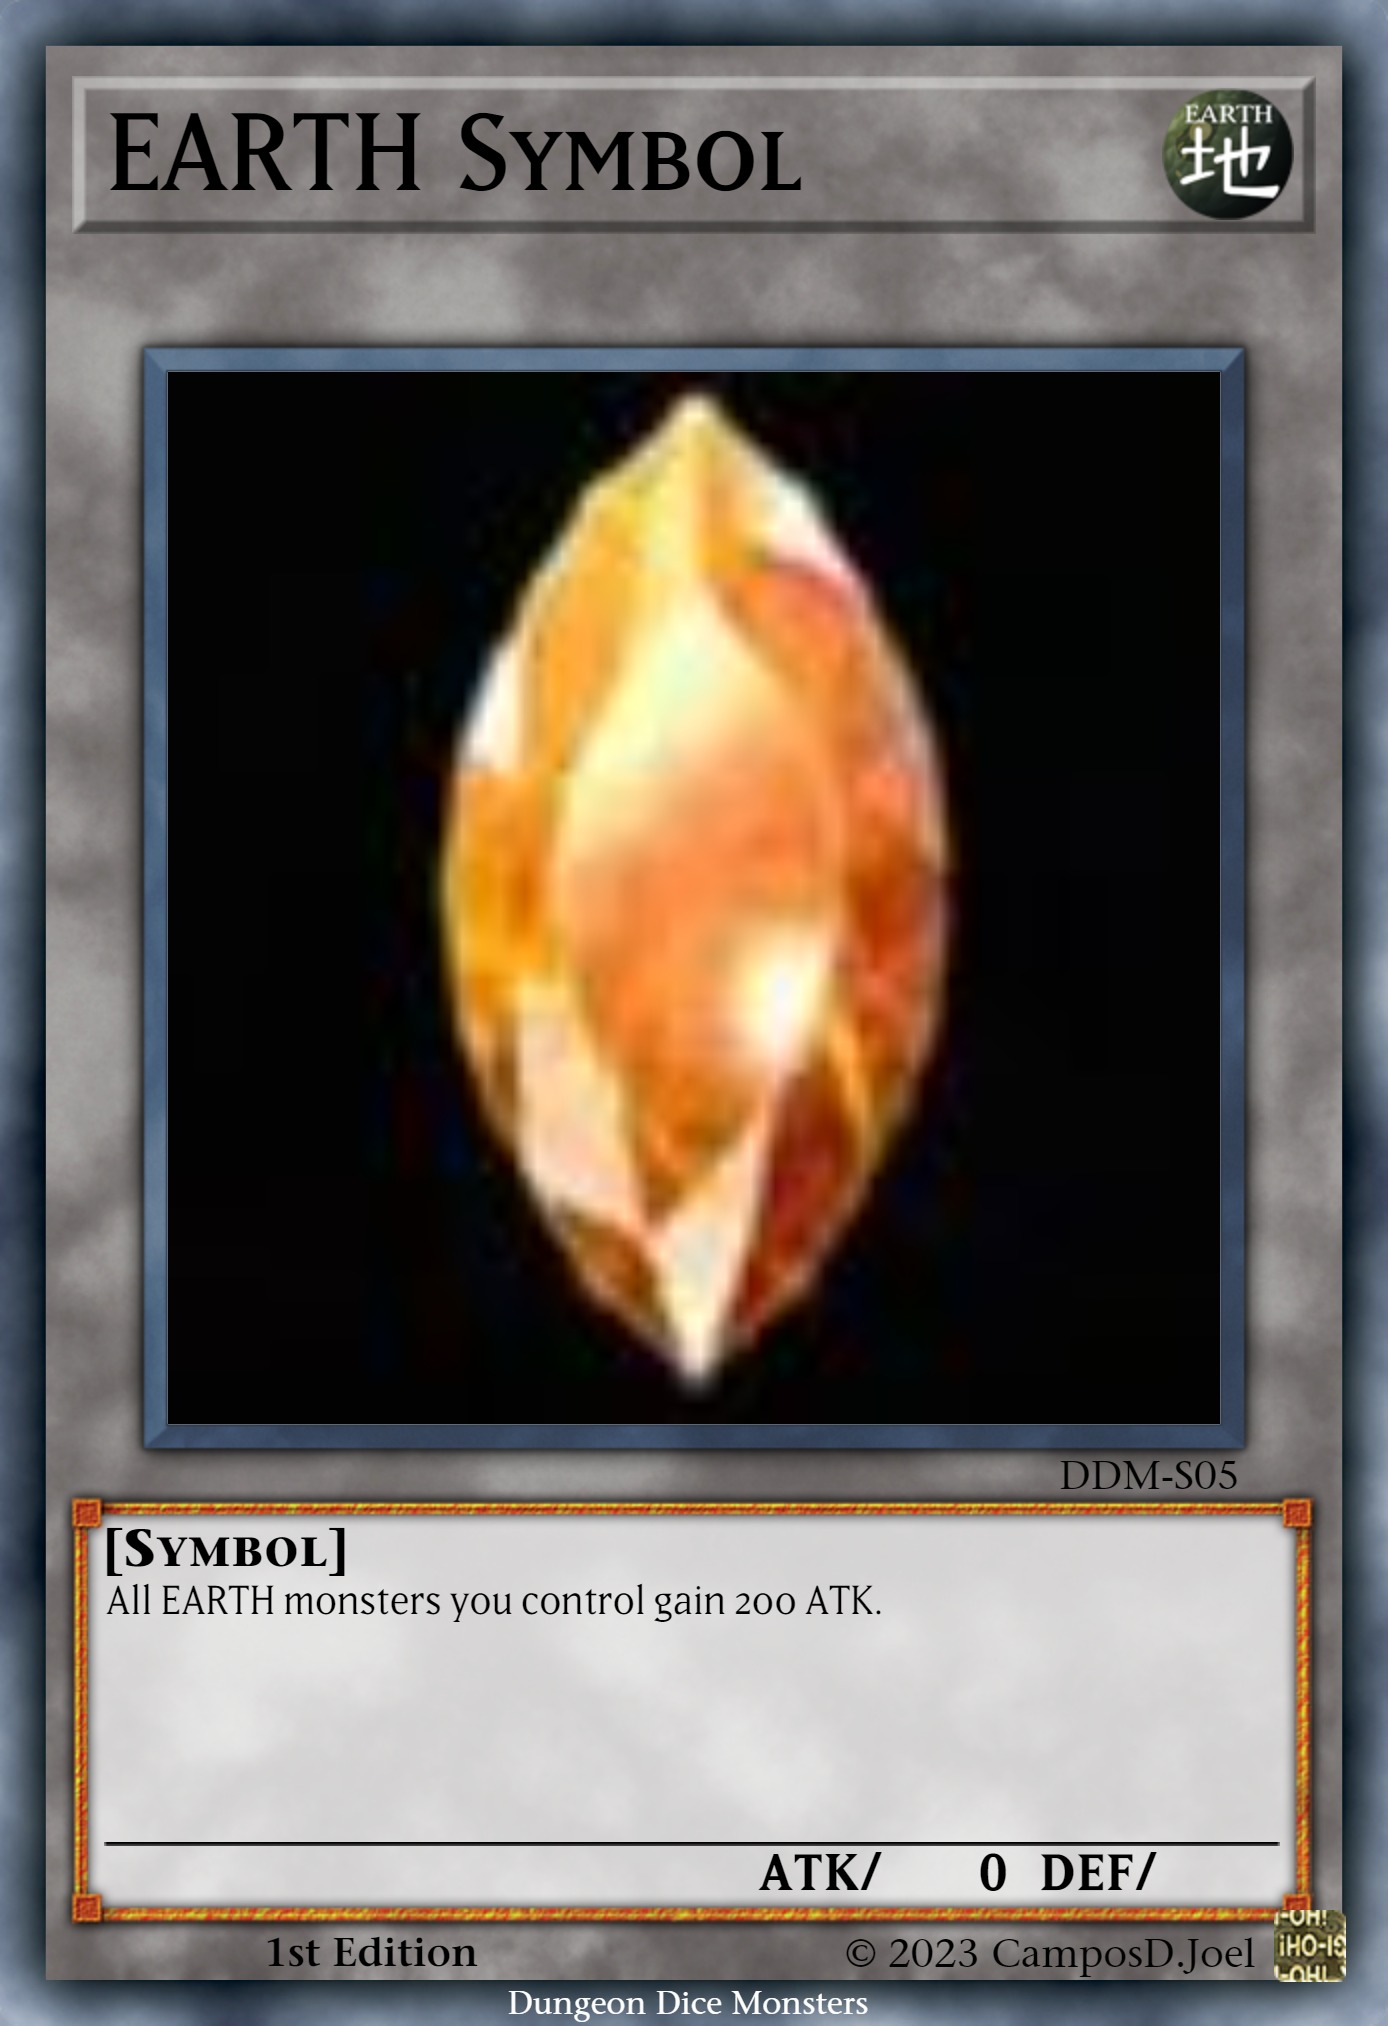 EARTH SYMBOL
EARTH
地
DDM-S05
[SYMBOL]
All EARTH monsters you control gain 200 ATK.
ATK/ 0 DEF/
1st Edition
© 2023 CamposD.Joel
Dungeon Dice Monsters